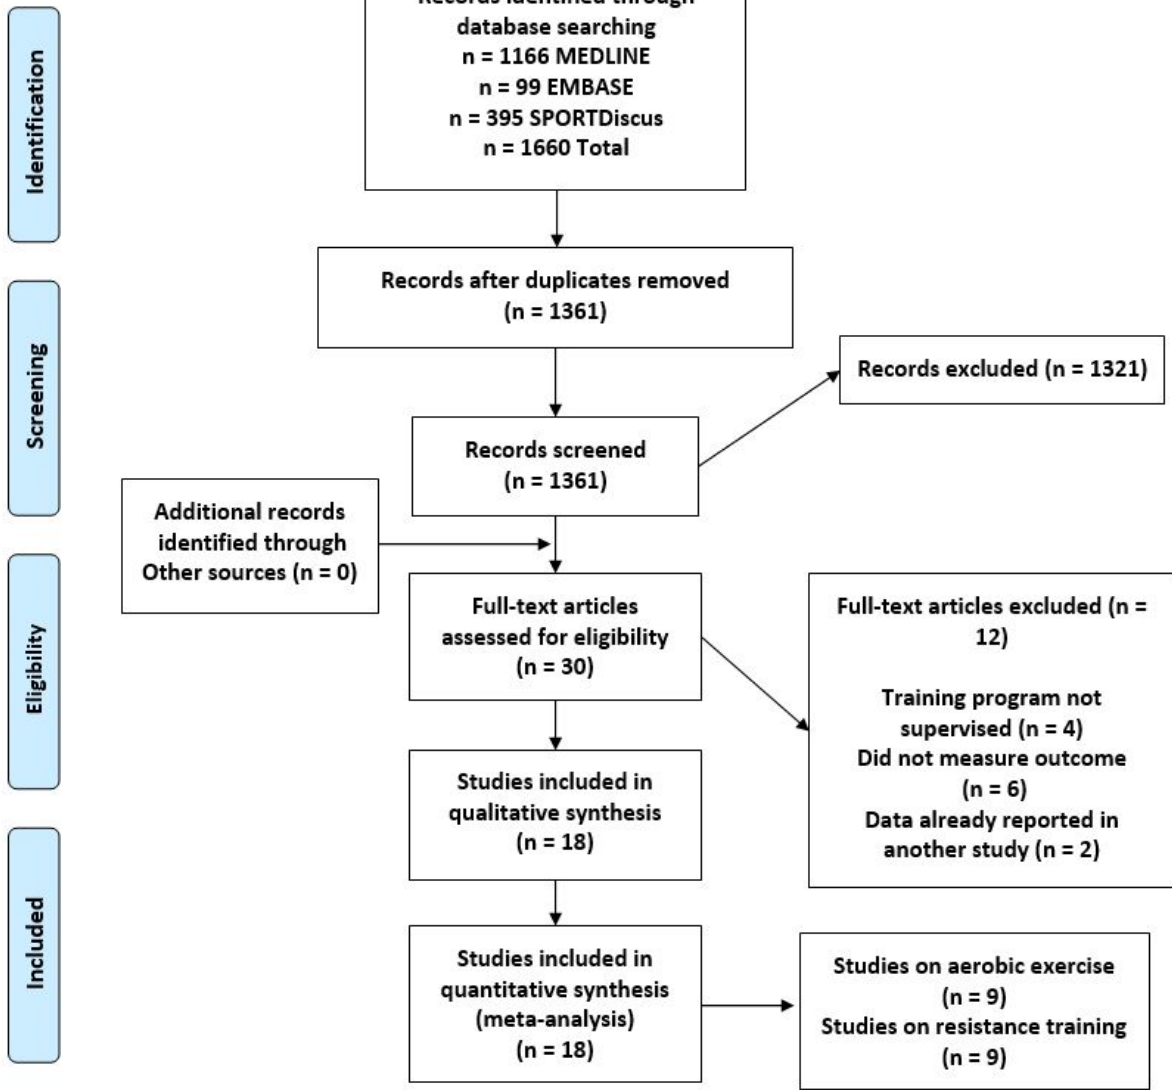 Identification
Records identified through
database searching
n = 1166 MEDLINE
n = 99 EMBASE
n = 395 SPORTDiscus
n = 1660 Total
Records after duplicates removed
(n = 1361)
Screening
Records excluded (n = 1321)
Records screened
(n = 1361)
Additional records
identified through
Other sources (n = 0)
Eligibility
Full-text articles
assessed for eligibility
(n = 30)
Full-text articles excluded (n =
12)
Training program not
supervised (n = 4)
Did not measure outcome
(n = 6)
Data already reported in
another study (n = 2)
Studies included in
qualitative synthesis
(n = 18)
Included
Studies included in
quantitative synthesis
(meta-analysis)
(n = 18)
Studies on aerobic exercise
(n = 9)
Studies on resistance training
(n = 9)